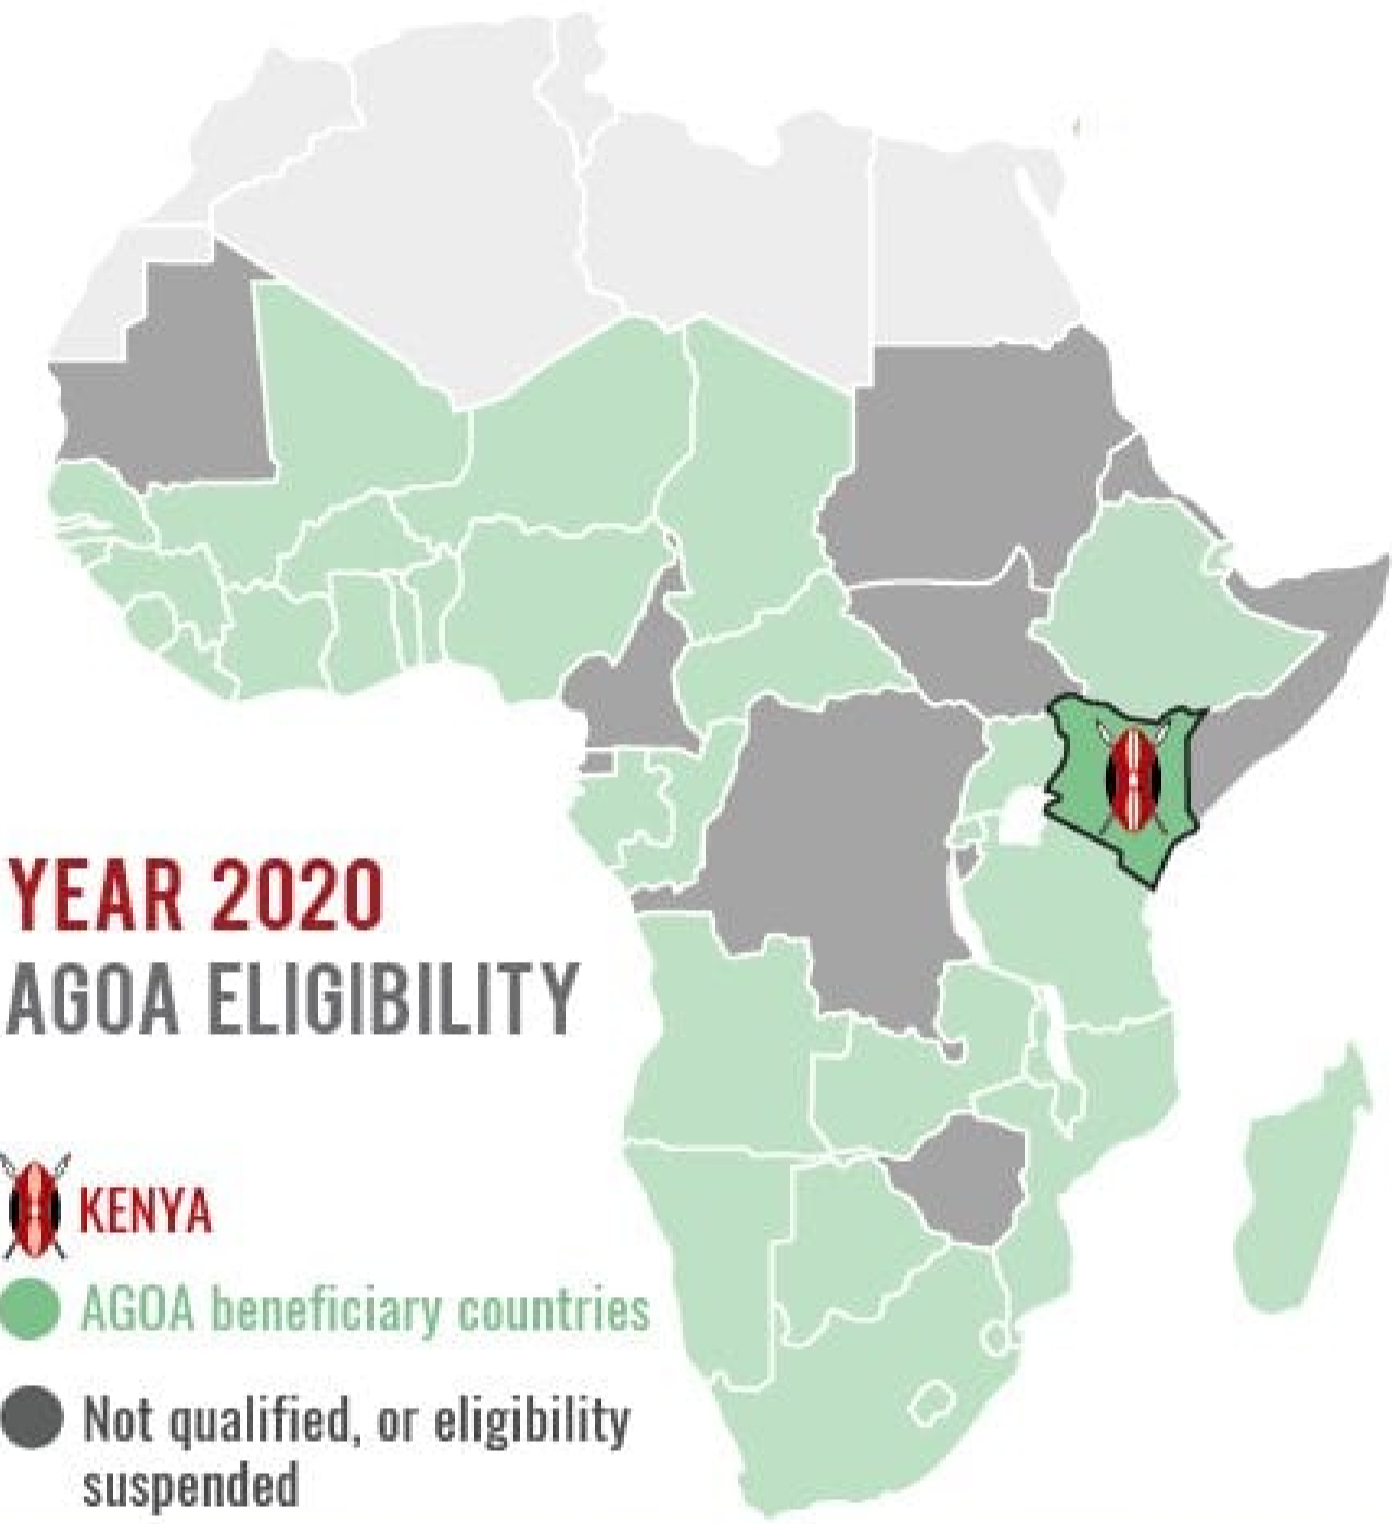 YEAR 2020
AGOA ELIGIBILITY
KENYA
AGOA beneficiary countries
Not qualified, or eligibility
suspended